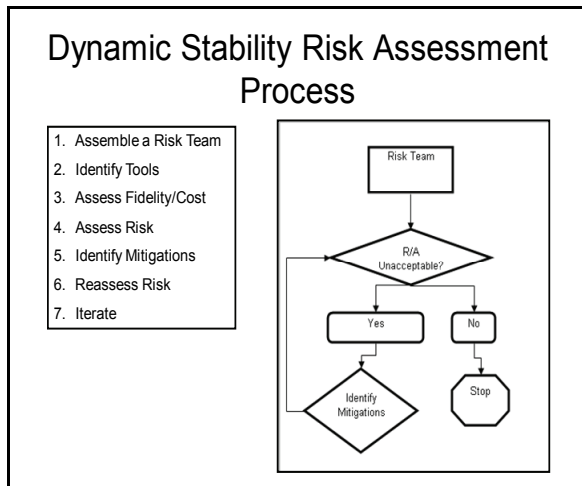 Dynamic Stability Risk Assessment
Process
1. Assemble a Risk Team
2. Identify Tools
3. Assess Fidelity/Cost
4. Assess Risk
5. Identify Mitigations
6. Reassess Risk
7. Iterate
Risk Team
R/A
Unacceptable?
Yes
No
Identify
Mitigations
Stop